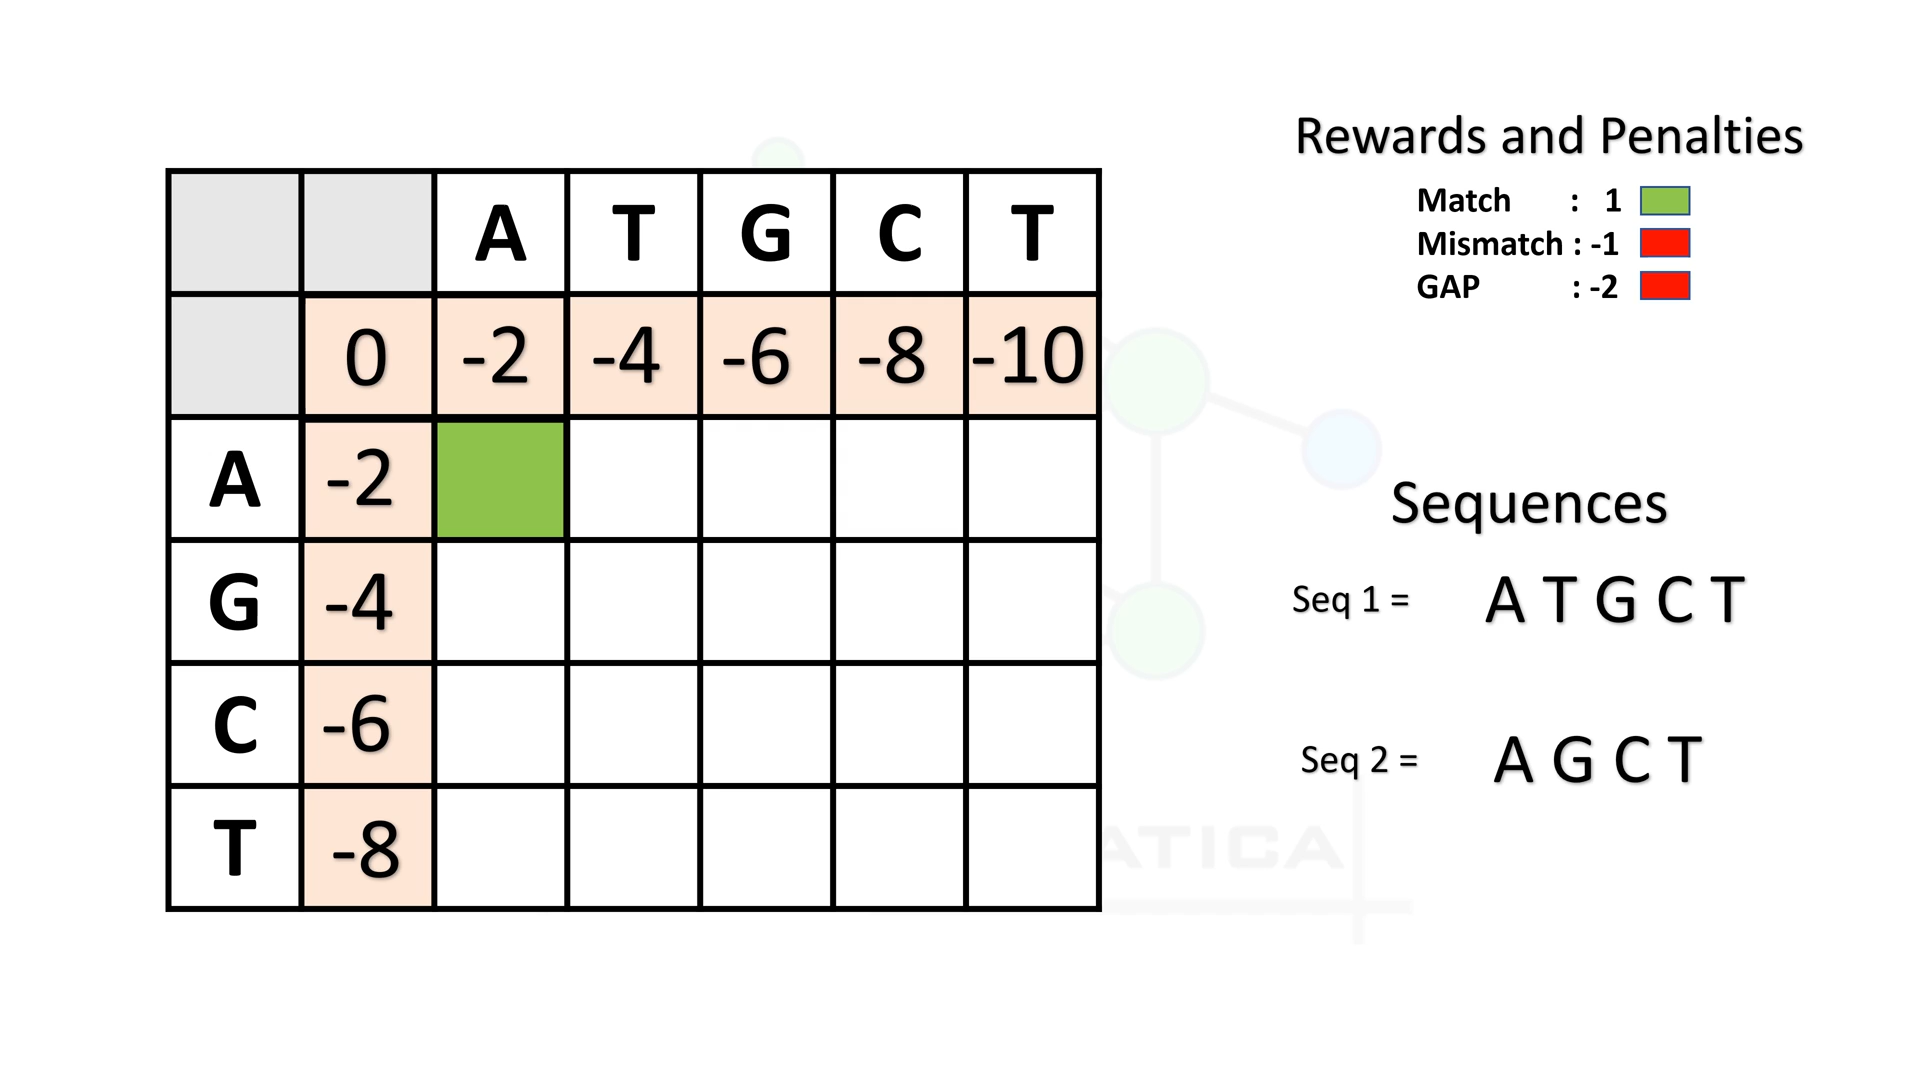 Rewards and Penalties
Match : 1
Mismatch : -1
GAP : -2
A T G C T
0 -2 -4 -6 -8 -10
A -2
G -4
C -6
T -8
Sequences
Seq 1 = A T G C T
Seq 2 = A G C T
ATICA